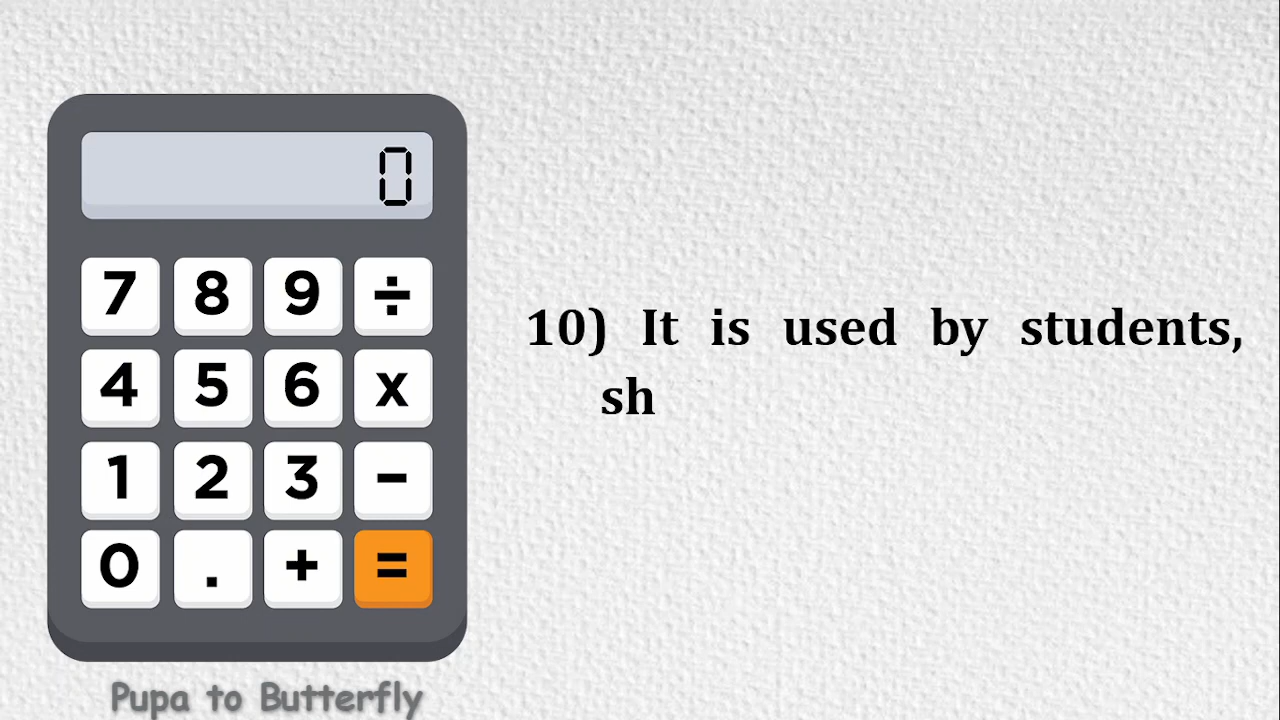 0
7 8 9 ÷
4 5 6 x
1 2 3 −
0 . + =
10) It is used by students,
sh
Pupa to Butterfly